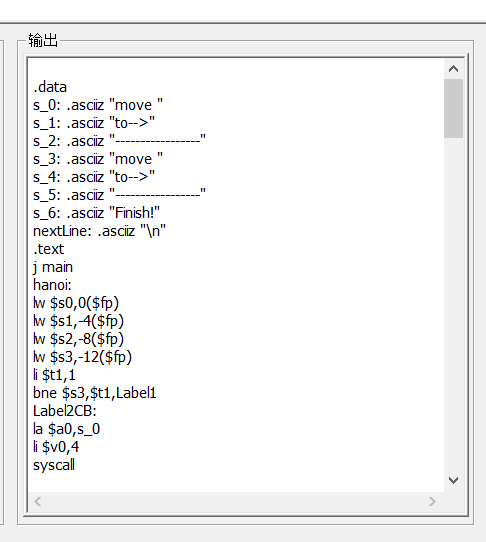 输出
.data
s_0: .asciiz "move "
s_1: .asciiz "to-->"
s_2: .asciiz "-----------------"
s_3: .asciiz "move "
s_4: .asciiz "to-->"
s_5: .asciiz "-----------------"
s_6: .asciiz "Finish!"
nextLine: .asciiz "\n"
.text
j main
hanoi:
lw $s0,0($fp)
lw $s1,-4($fp)
lw $s2,-8($fp)
lw $s3,-12($fp)
li $t1,1
bne $s3,$t1,Label1
Label2CB:
la $a0,s_0
li $v0,4
syscall